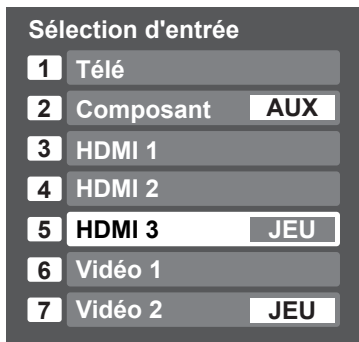 Sélection d'entrée
1 Télé
2 Composant AUX
3 HDMI 1
4 HDMI 2
5 HDMI 3 JEU
6 Vidéo 1
7 Vidéo 2 JEU